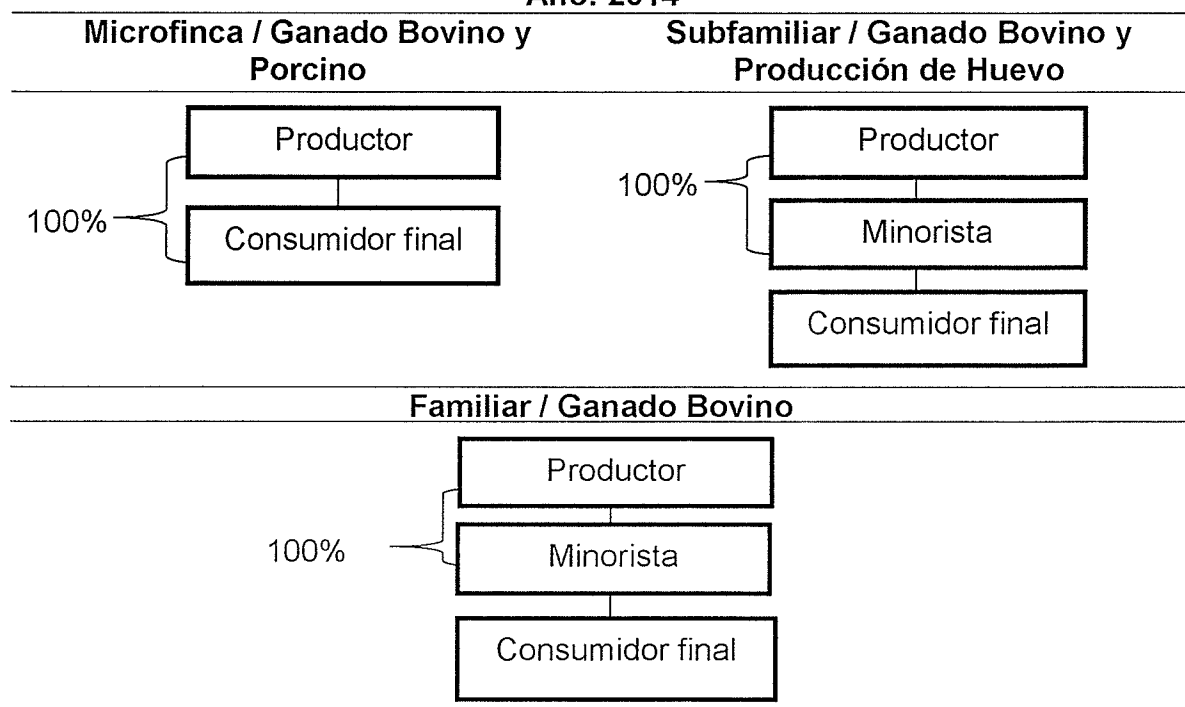 Microfinca / Ganado Bovino y
Porcino
Productor
100%
Consumidor final
Subfamiliar / Ganado Bovino y
Producción de Huevo
Productor
100%
Minorista
Consumidor final
Familiar / Ganado Bovino
Productor
100%
Minorista
Consumidor final